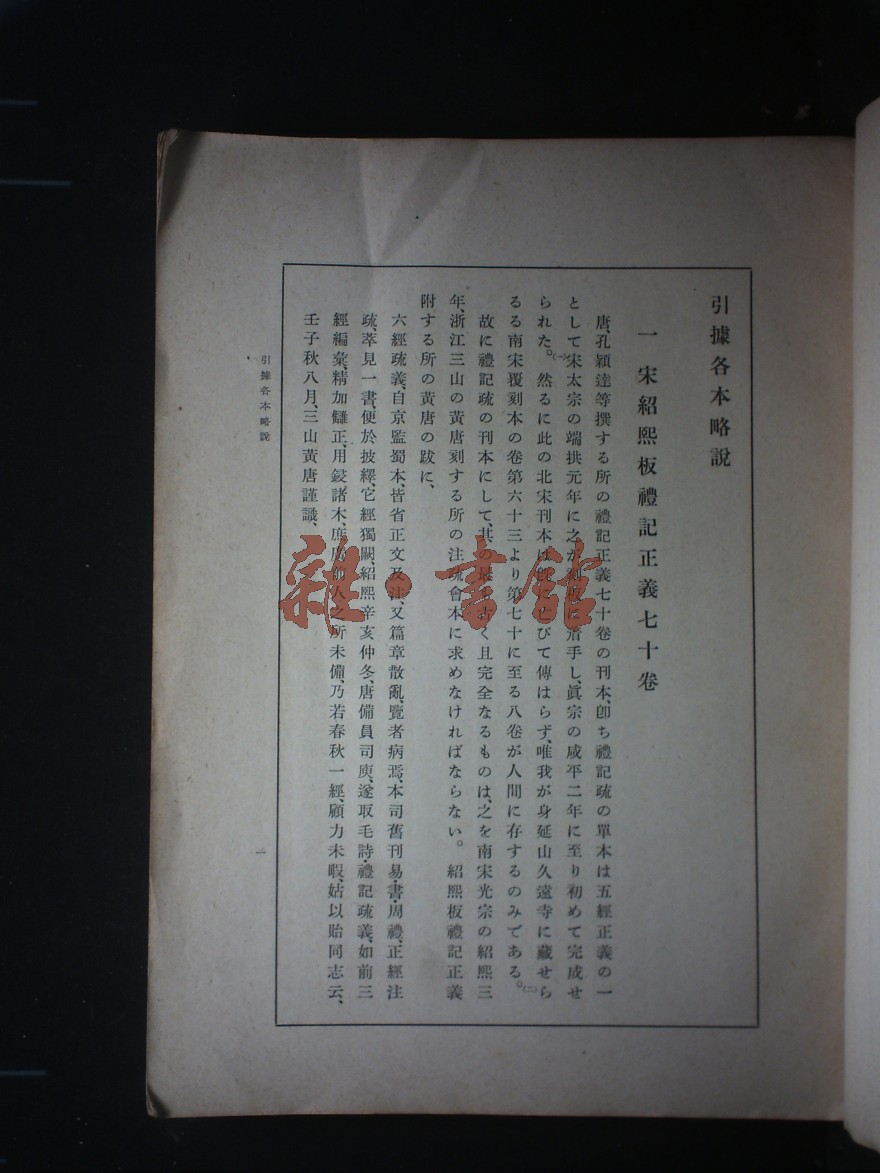 引據各本略說
一 宋紹熙板禮記正義七十卷
唐、孔穎達等撰する所の禮記正義七十卷の刊本、卽ち禮記疏の單本は五經正義の一
として宋太宗の端拱元年に之が 手し、眞宗の咸平二年に至り初めて完成せ
られた。(一)然るに此の北宋刊本は びて傳はらず、唯我が身延山久遠寺に藏せら
るる南宋覆刻本の卷第六十三より第七十に至る八卷が人間に存するのみである。(二)
故に禮記疏の刊本にして、其の最も古く且完全なるものは、之を南宋光宗の紹熙三
年、浙江三山の黃唐刻する所の注疏會本に求めなければならない。紹熙板禮記正義
附する所の黃唐の跋に、
六經疏義、自京監蜀本、皆省正文及注、又篇章散亂、覽者病焉、本司舊刊易・書・周禮、正經注
疏、萃見一書、便於披繹、它經獨闕、紹熙辛亥仲冬、唐備員司庾、遂取毛詩・禮記疏義、如前三
經編彙、精加讎正、用鋟諸木、庶廣前人之所未備、乃若春秋一經、顧力未暇、姑以貽同志云、
壬子秋八月、三山黃唐謹識、
引據各本略說
一
雜·書館